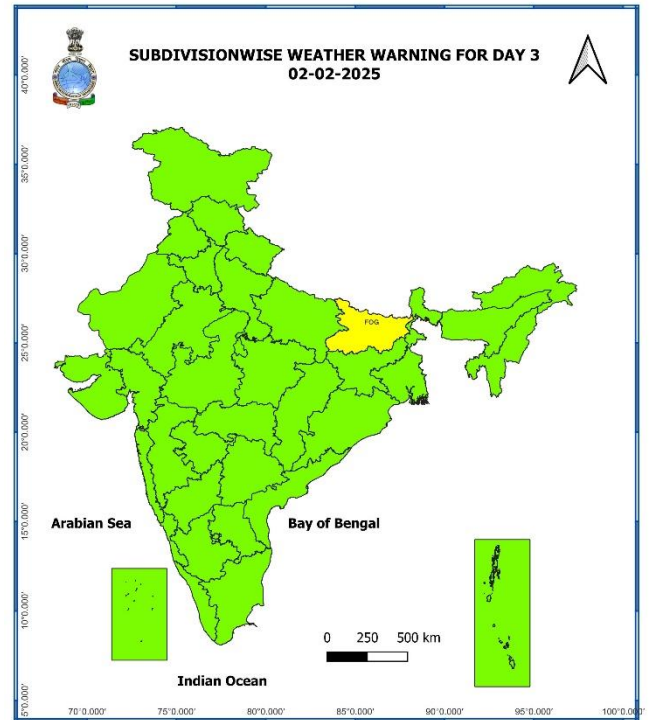 SUBDIVISIONWISE WEATHER WARNING FOR DAY 3
02-02-2025
40°0.000'
35°0.000'
30°0.000'
25°0.000'
20°0.000'
15°0.000'
10°0.000'
5°0.000'
FOG
Arabian Sea
Bay of Bengal
0 250 500 km
Indian Ocean
70°0.000' 75°0.000' 80°0.000' 85°0.000' 90°0.000' 95°0.000' 100°0.000'